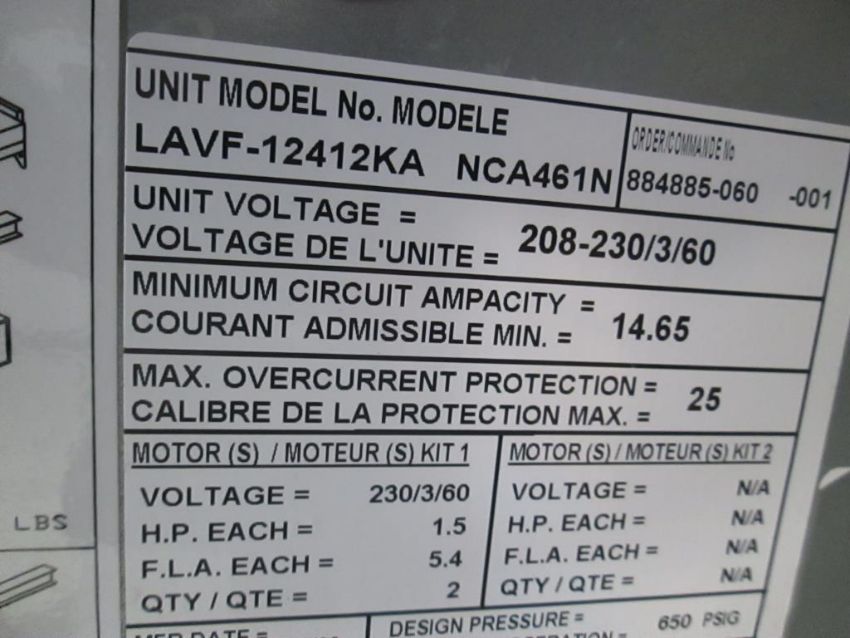 UNIT MODEL No. MODELE
LAVF-12412KA NCA461N
ORDER/COMMANDE No
884885-060 -001
UNIT VOLTAGE =
VOLTAGE DE L'UNITE = 208-230/3/60
MINIMUM CIRCUIT AMPACITY =
COURANT ADMISSIBLE MIN. = 14.65
MAX. OVERCURRENT PROTECTION = 25
CALIBRE DE LA PROTECTION MAX. =
MOTOR (S) / MOTEUR (S) KIT 1
VOLTAGE = 230/3/60
H.P. EACH = 1.5
F.L.A. EACH = 5.4
QTY / QTE = 2
MOTOR (S) / MOTEUR (S) KIT 2
VOLTAGE = N/A
H.P. EACH = N/A
F.L.A. EACH = N/A
QTY / QTE = N/A
DATE =
DESIGN PRESSURE = 650 PSIG
LBS